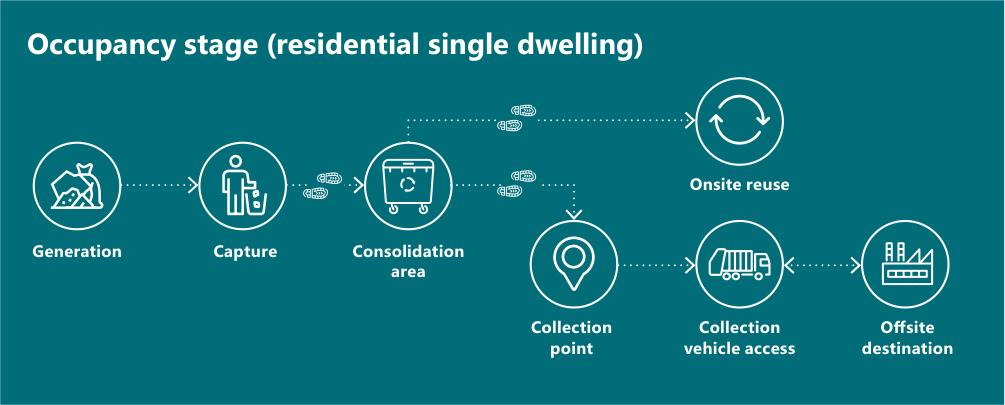 Occupancy stage (residential single dwelling)
Onsite reuse
Generation
Capture
Consolidation
area
Collection
point
Collection
vehicle access
Offsite
destination